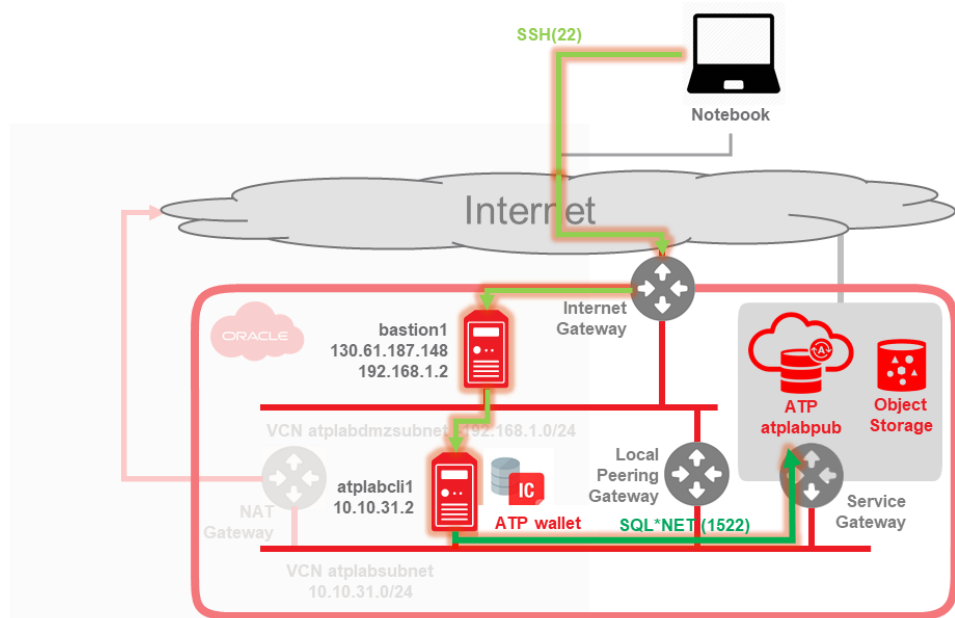 SSH(22)
Notebook
Internet
Internet
Gateway
ORACLE
bastion1
130.61.187.148
192.168.1.2
A
ATP
atplabpub
Object
Storage
VCN atplabdmzsubnet 192.168.1.0/24
NAT
Gateway
atplabcli1
10.10.31.2
IC
ATP wallet
Local
Peering
Gateway
SQL*NET (1522)
Service
Gateway
VCN atplabsubnet
10.10.31.0/24